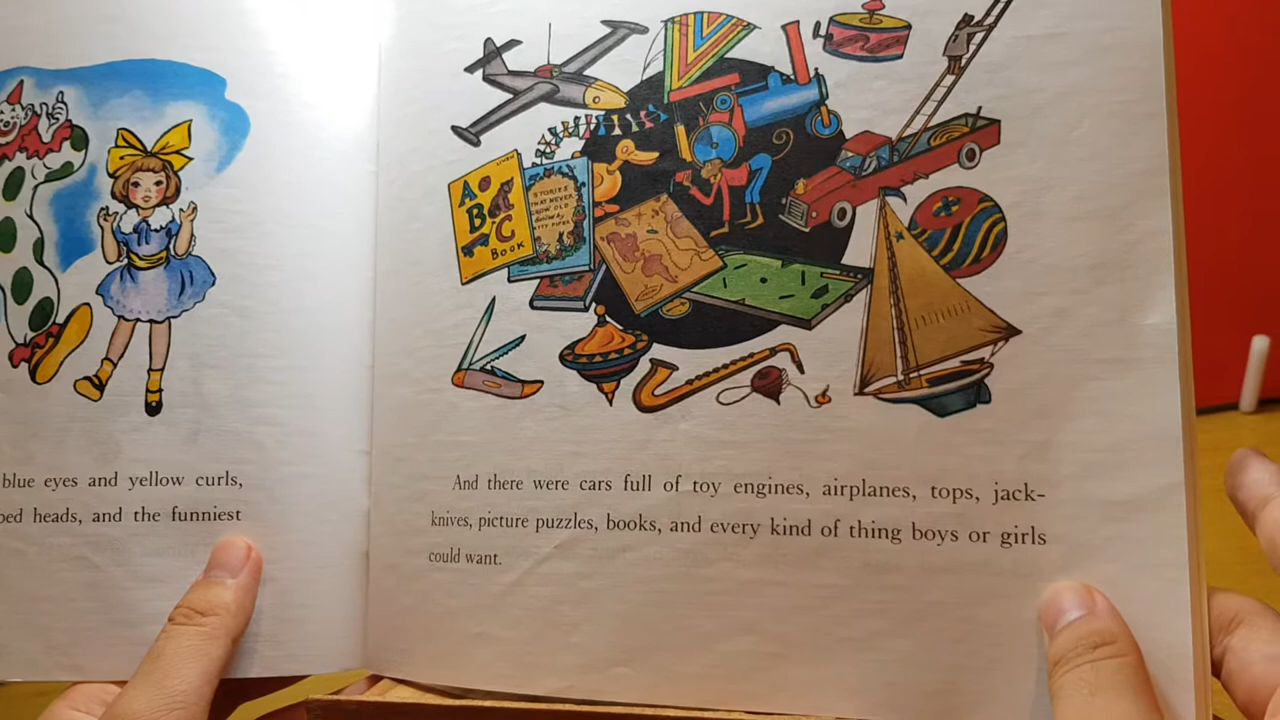 blue eyes and yellow curls,
heads, and the funniest
A
B
C
BOOK
STORIES
THAT NEVER
GROW OLD
And there were cars full of toy engines, airplanes, tops, jack-
knives, picture puzzles, books, and every kind of thing boys or girls
could want.